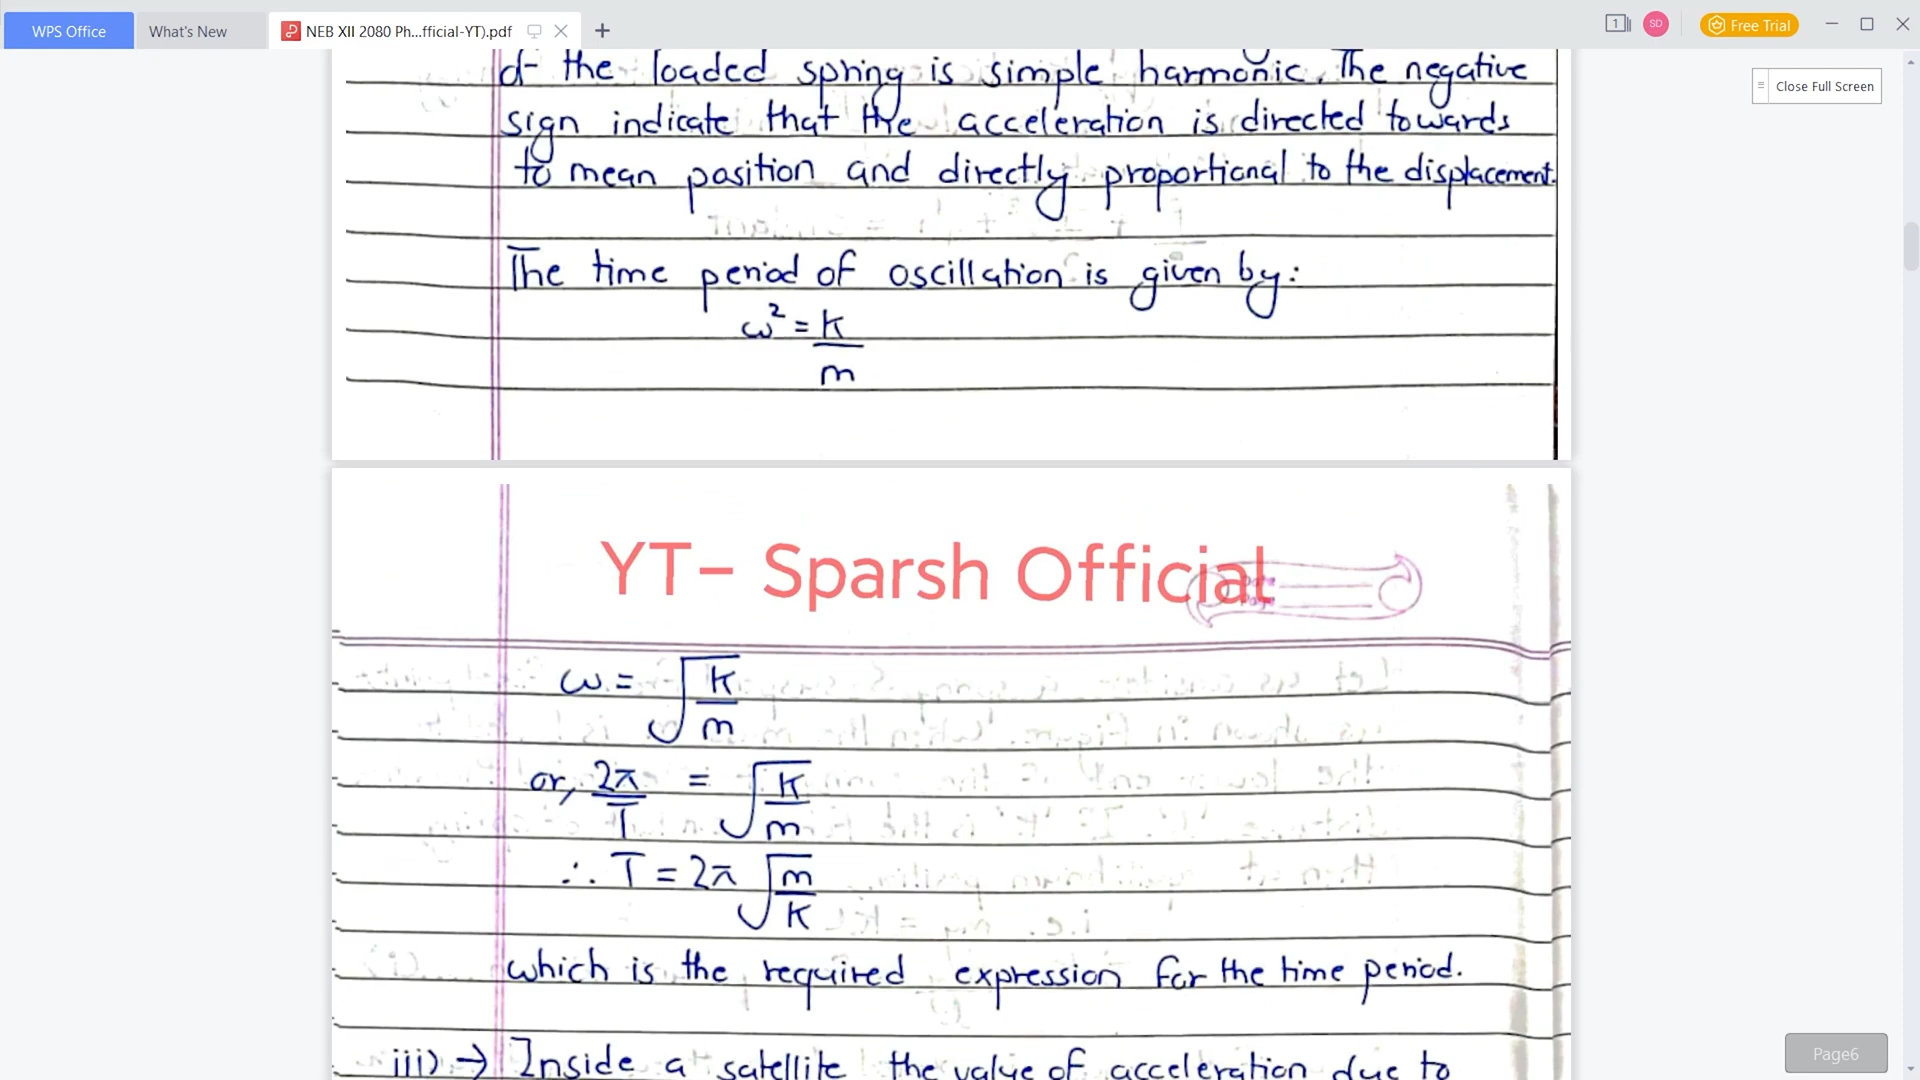 WPS Office
What's New
NEB XII 2080 Ph...fficial-YT).pdf
1
SD
Free Trial
Close Full Screen
of the loaded spring is simple harmonic. The negative
sign indicate that the acceleration is directed towards
to mean position and directly proportional to the displacement.
The time period of oscillation is given by:
ω² = K
m
YT- Sparsh Official
Date
Page
ω = √K
m
or, 2π = √K
T m
∴ T = 2π √m
K
which is the required expression for the time period.
iii) → Inside a satellite the value of acceleration due to
Page6